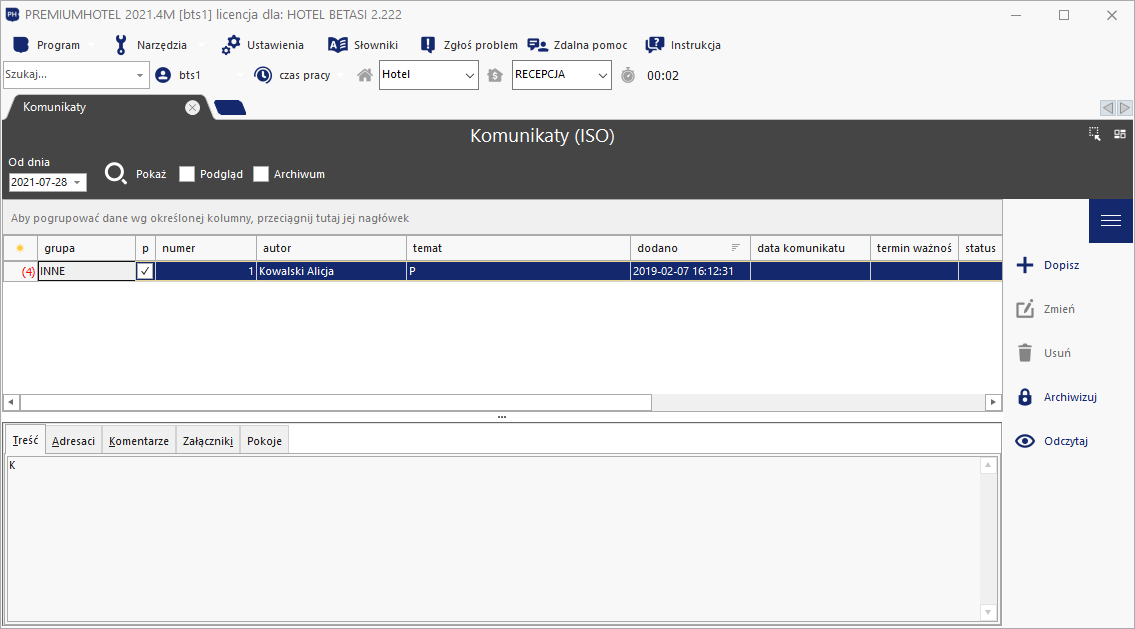 PREMIUMHOTEL 2021.4M [bts1] licencja dla: HOTEL BETASI 2.222
Program Narzędzia Ustawienia Słowniki Zgłoś problem Zdalna pomoc Instrukcja
Szukaj... bts1 czas pracy Hotel RECEPCJA 00:02
Komunikaty
Komunikaty (ISO)
Od dnia
2021-07-28 Pokaż Podgląd Archiwum
Aby pogrupować dane wg określonej kolumny, przeciągnij tutaj jej nagłówek
grupa p numer autor temat dodano data komunikatu termin ważnoś status
(4) INNE 1 Kowalski Alicja P 2019-02-07 16:12:31
Dopisz
Zmień
Usuń
Archiwizuj
Odczytaj
Treść Adresaci Komentarze Załączniki Pokoje
K